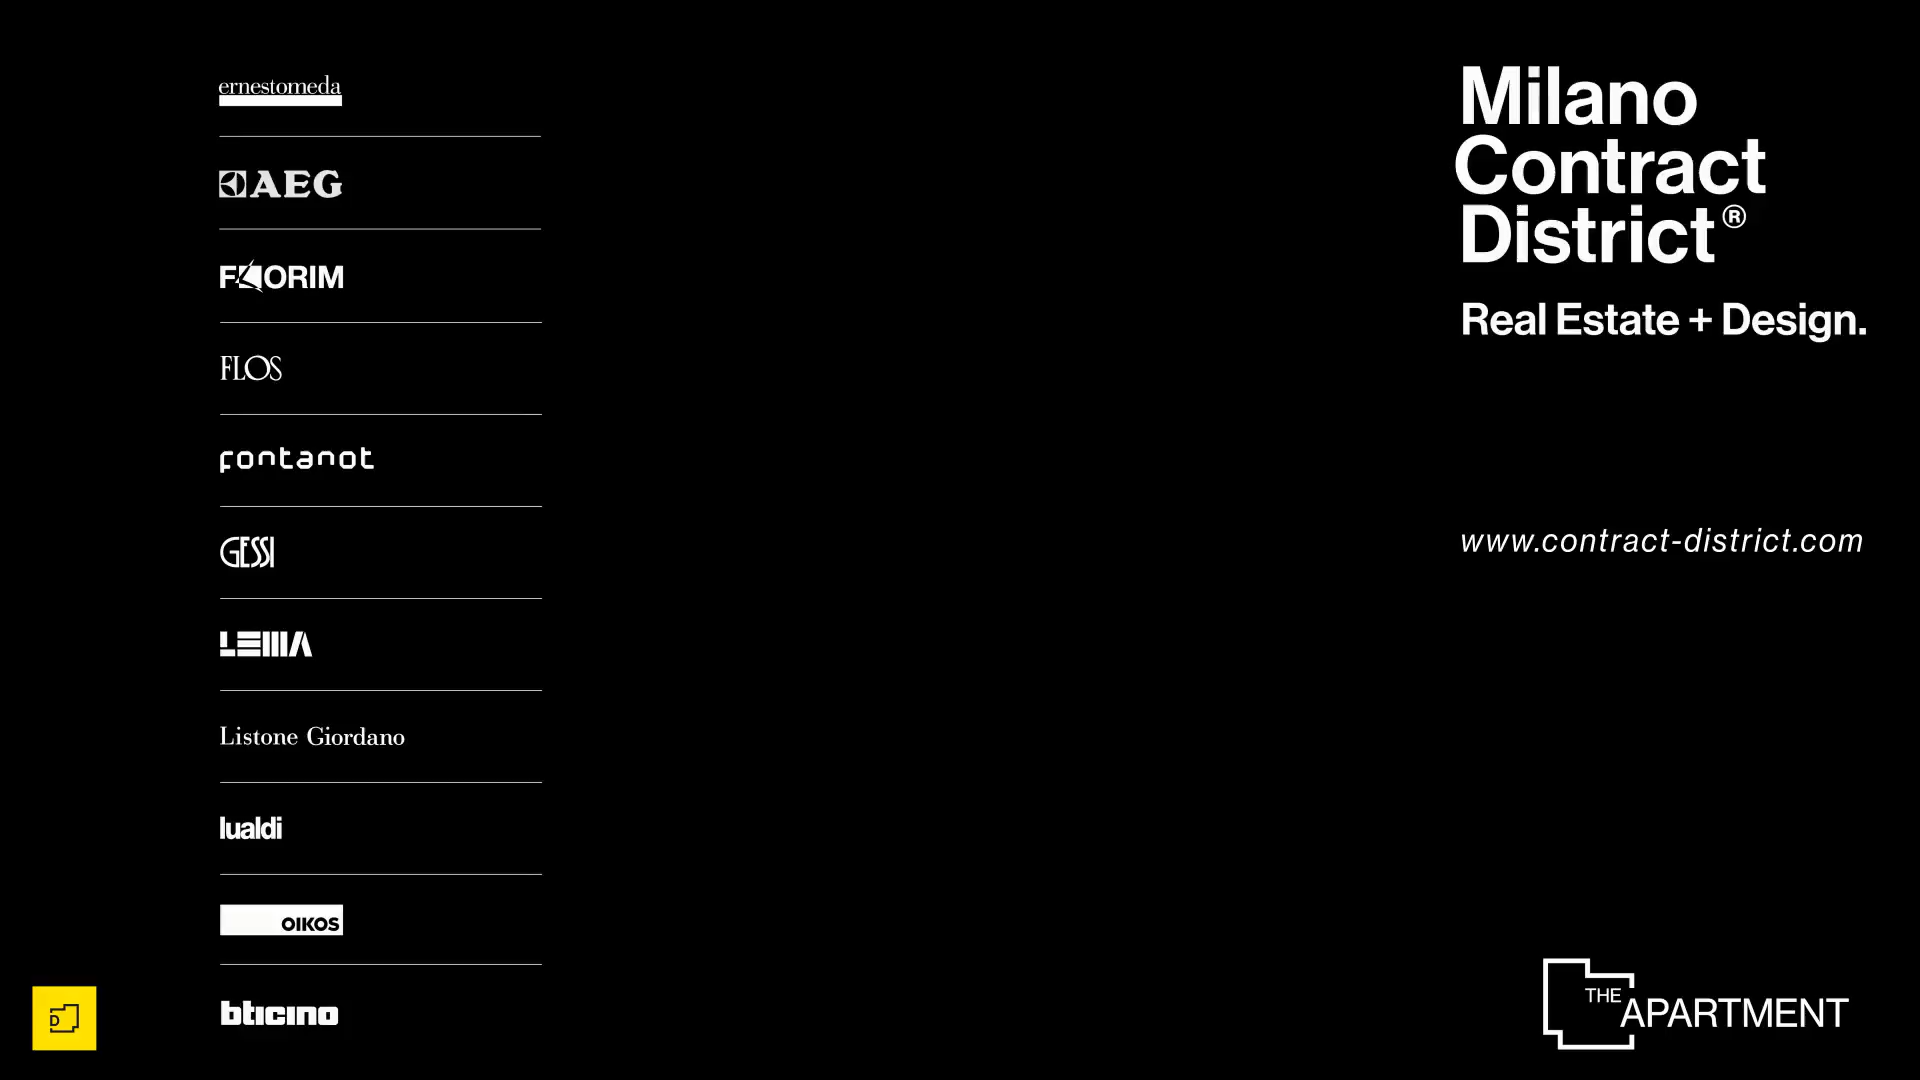 ernestomeda
AEG
FLORIM
FLOS
fontanot
GESSI
LEMA
Listone Giordano
lualdi
OIKOS
bticino
D
Milano
Contract
District®
Real Estate + Design.
www.contract-district.com
THE
APARTMENT